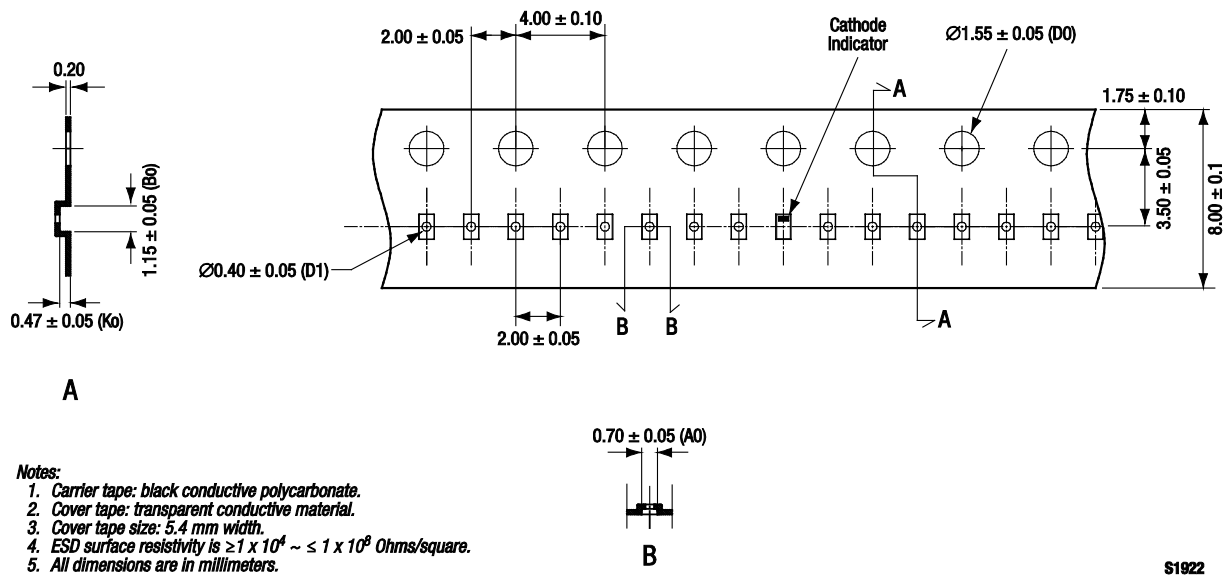 4.00 ± 0.10
2.00 ± 0.05
Cathode
Indicator
Ø1.55 ± 0.05 (D0)
0.20
A
1.75 ± 0.10
1.15 ± 0.05 (Bo)
3.50 ± 0.05
8.00 ± 0.1
Ø0.40 ± 0.05 (D1)
0.47 ± 0.05 (Ko)
B
B
A
2.00 ± 0.05
A
0.70 ± 0.05 (A0)
Notes:
1. Carrier tape: black conductive polycarbonate.
2. Cover tape: transparent conductive material.
3. Cover tape size: 5.4 mm width.
4. ESD surface resistivity is ≥1 x 10⁴ ~ ≤ 1 x 10⁸ Ohms/square.
5. All dimensions are in millimeters.
B
S1922